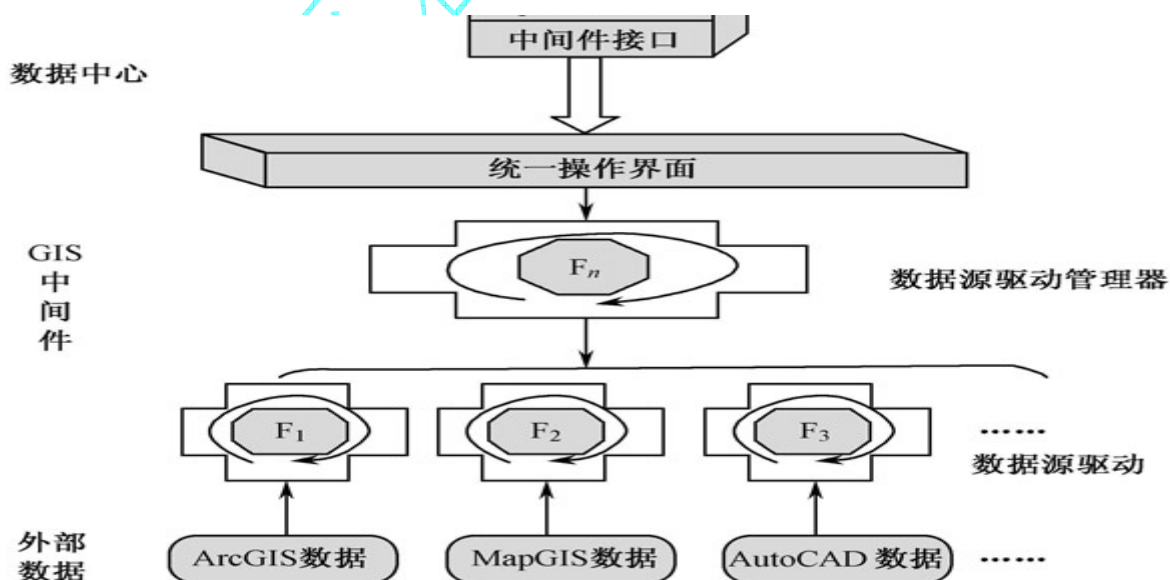 中间件接口
数据中心
统一操作界面
GIS
中
间
件
Fn
数据源驱动管理器
F1
F2
F3
……
数据源驱动
外部
数据
ArcGIS数据
MapGIS数据
AutoCAD 数据
……